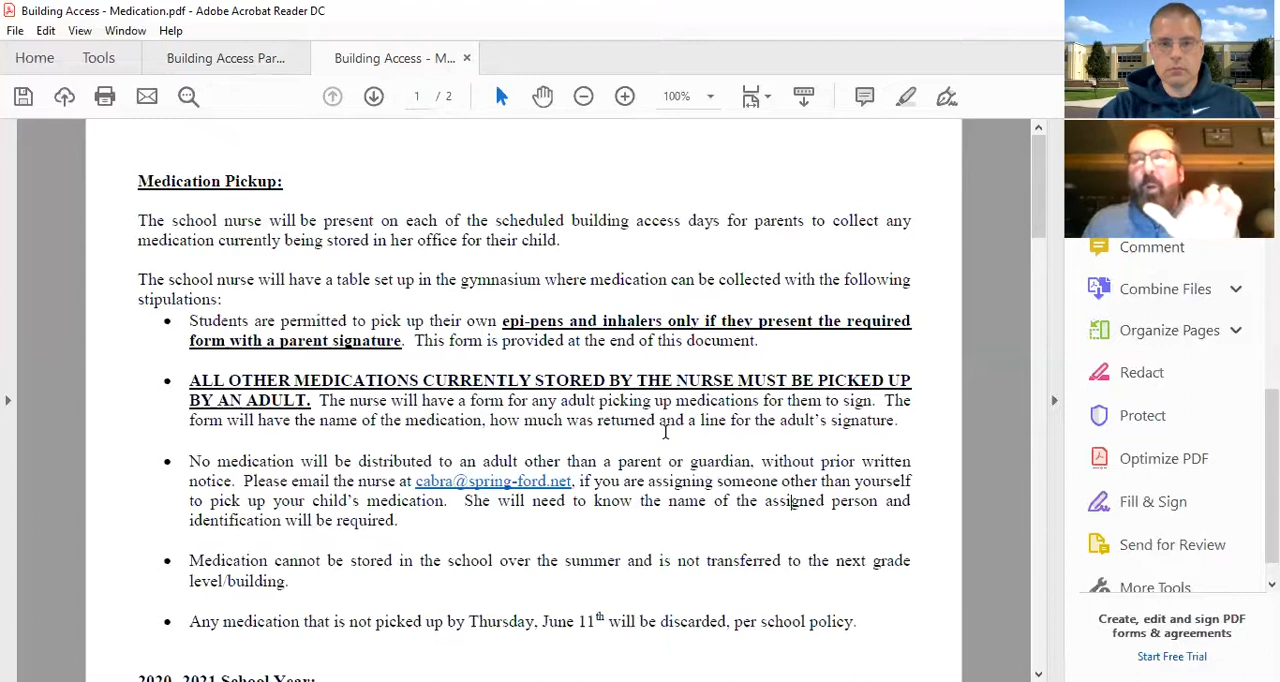 Building Access - Medication.pdf - Adobe Acrobat Reader DC
File Edit View Window Help
Home Tools Building Access Par... Building Access - M... ×
1 / 2 100%
Medication Pickup:
The school nurse will be present on each of the scheduled building access days for parents to collect any
medication currently being stored in her office for their child.
The school nurse will have a table set up in the gymnasium where medication can be collected with the following
stipulations:
• Students are permitted to pick up their own epi-pens and inhalers only if they present the required
form with a parent signature. This form is provided at the end of this document.
• ALL OTHER MEDICATIONS CURRENTLY STORED BY THE NURSE MUST BE PICKED UP
BY AN ADULT. The nurse will have a form for any adult picking up medications for them to sign. The
form will have the name of the medication, how much was returned and a line for the adult's signature.
• No medication will be distributed to an adult other than a parent or guardian, without prior written
notice. Please email the nurse at cabra@spring-ford.net, if you are assigning someone other than yourself
to pick up your child's medication. She will need to know the name of the assigned person and
identification will be required.
• Medication cannot be stored in the school over the summer and is not transferred to the next grade
level/building.
• Any medication that is not picked up by Thursday, June 11th will be discarded, per school policy.
2020- 2021 School Year:
Comment
Combine Files
Organize Pages
Redact
Protect
Optimize PDF
Fill & Sign
Send for Review
More Tools
Create, edit and sign PDF
forms & agreements
Start Free Trial